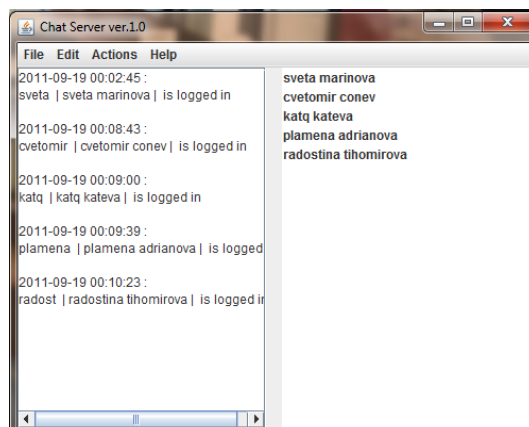 Chat Server ver.1.0
File Edit Actions Help
2011-09-19 00:02:45 :
sveta | sveta marinova | is logged in
2011-09-19 00:08:43 :
cvetomir | cvetomir conev | is logged in
2011-09-19 00:09:00 :
katq | katq kateva | is logged in
2011-09-19 00:09:39 :
plamena | plamena adrianova | is logged
2011-09-19 00:10:23 :
radost | radostina tihomirova | is logged in
sveta marinova
cvetomir conev
katq kateva
plamena adrianova
radostina tihomirova